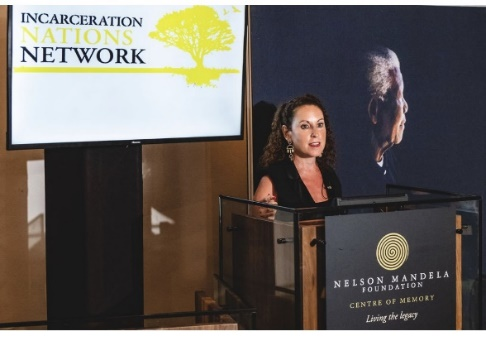 INCARCERATION
NATIONS
NETWORK
NELSON MANDELA
FOUNDATION
CENTRE OF MEMORY
Living the legacy